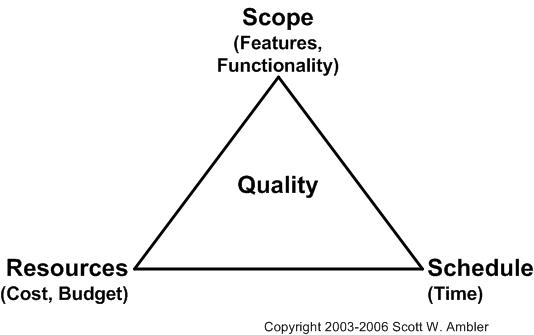 Scope
(Features,
Functionality)
Quality
Resources
(Cost, Budget)
Schedule
(Time)
Copyright 2003-2006 Scott W. Ambler